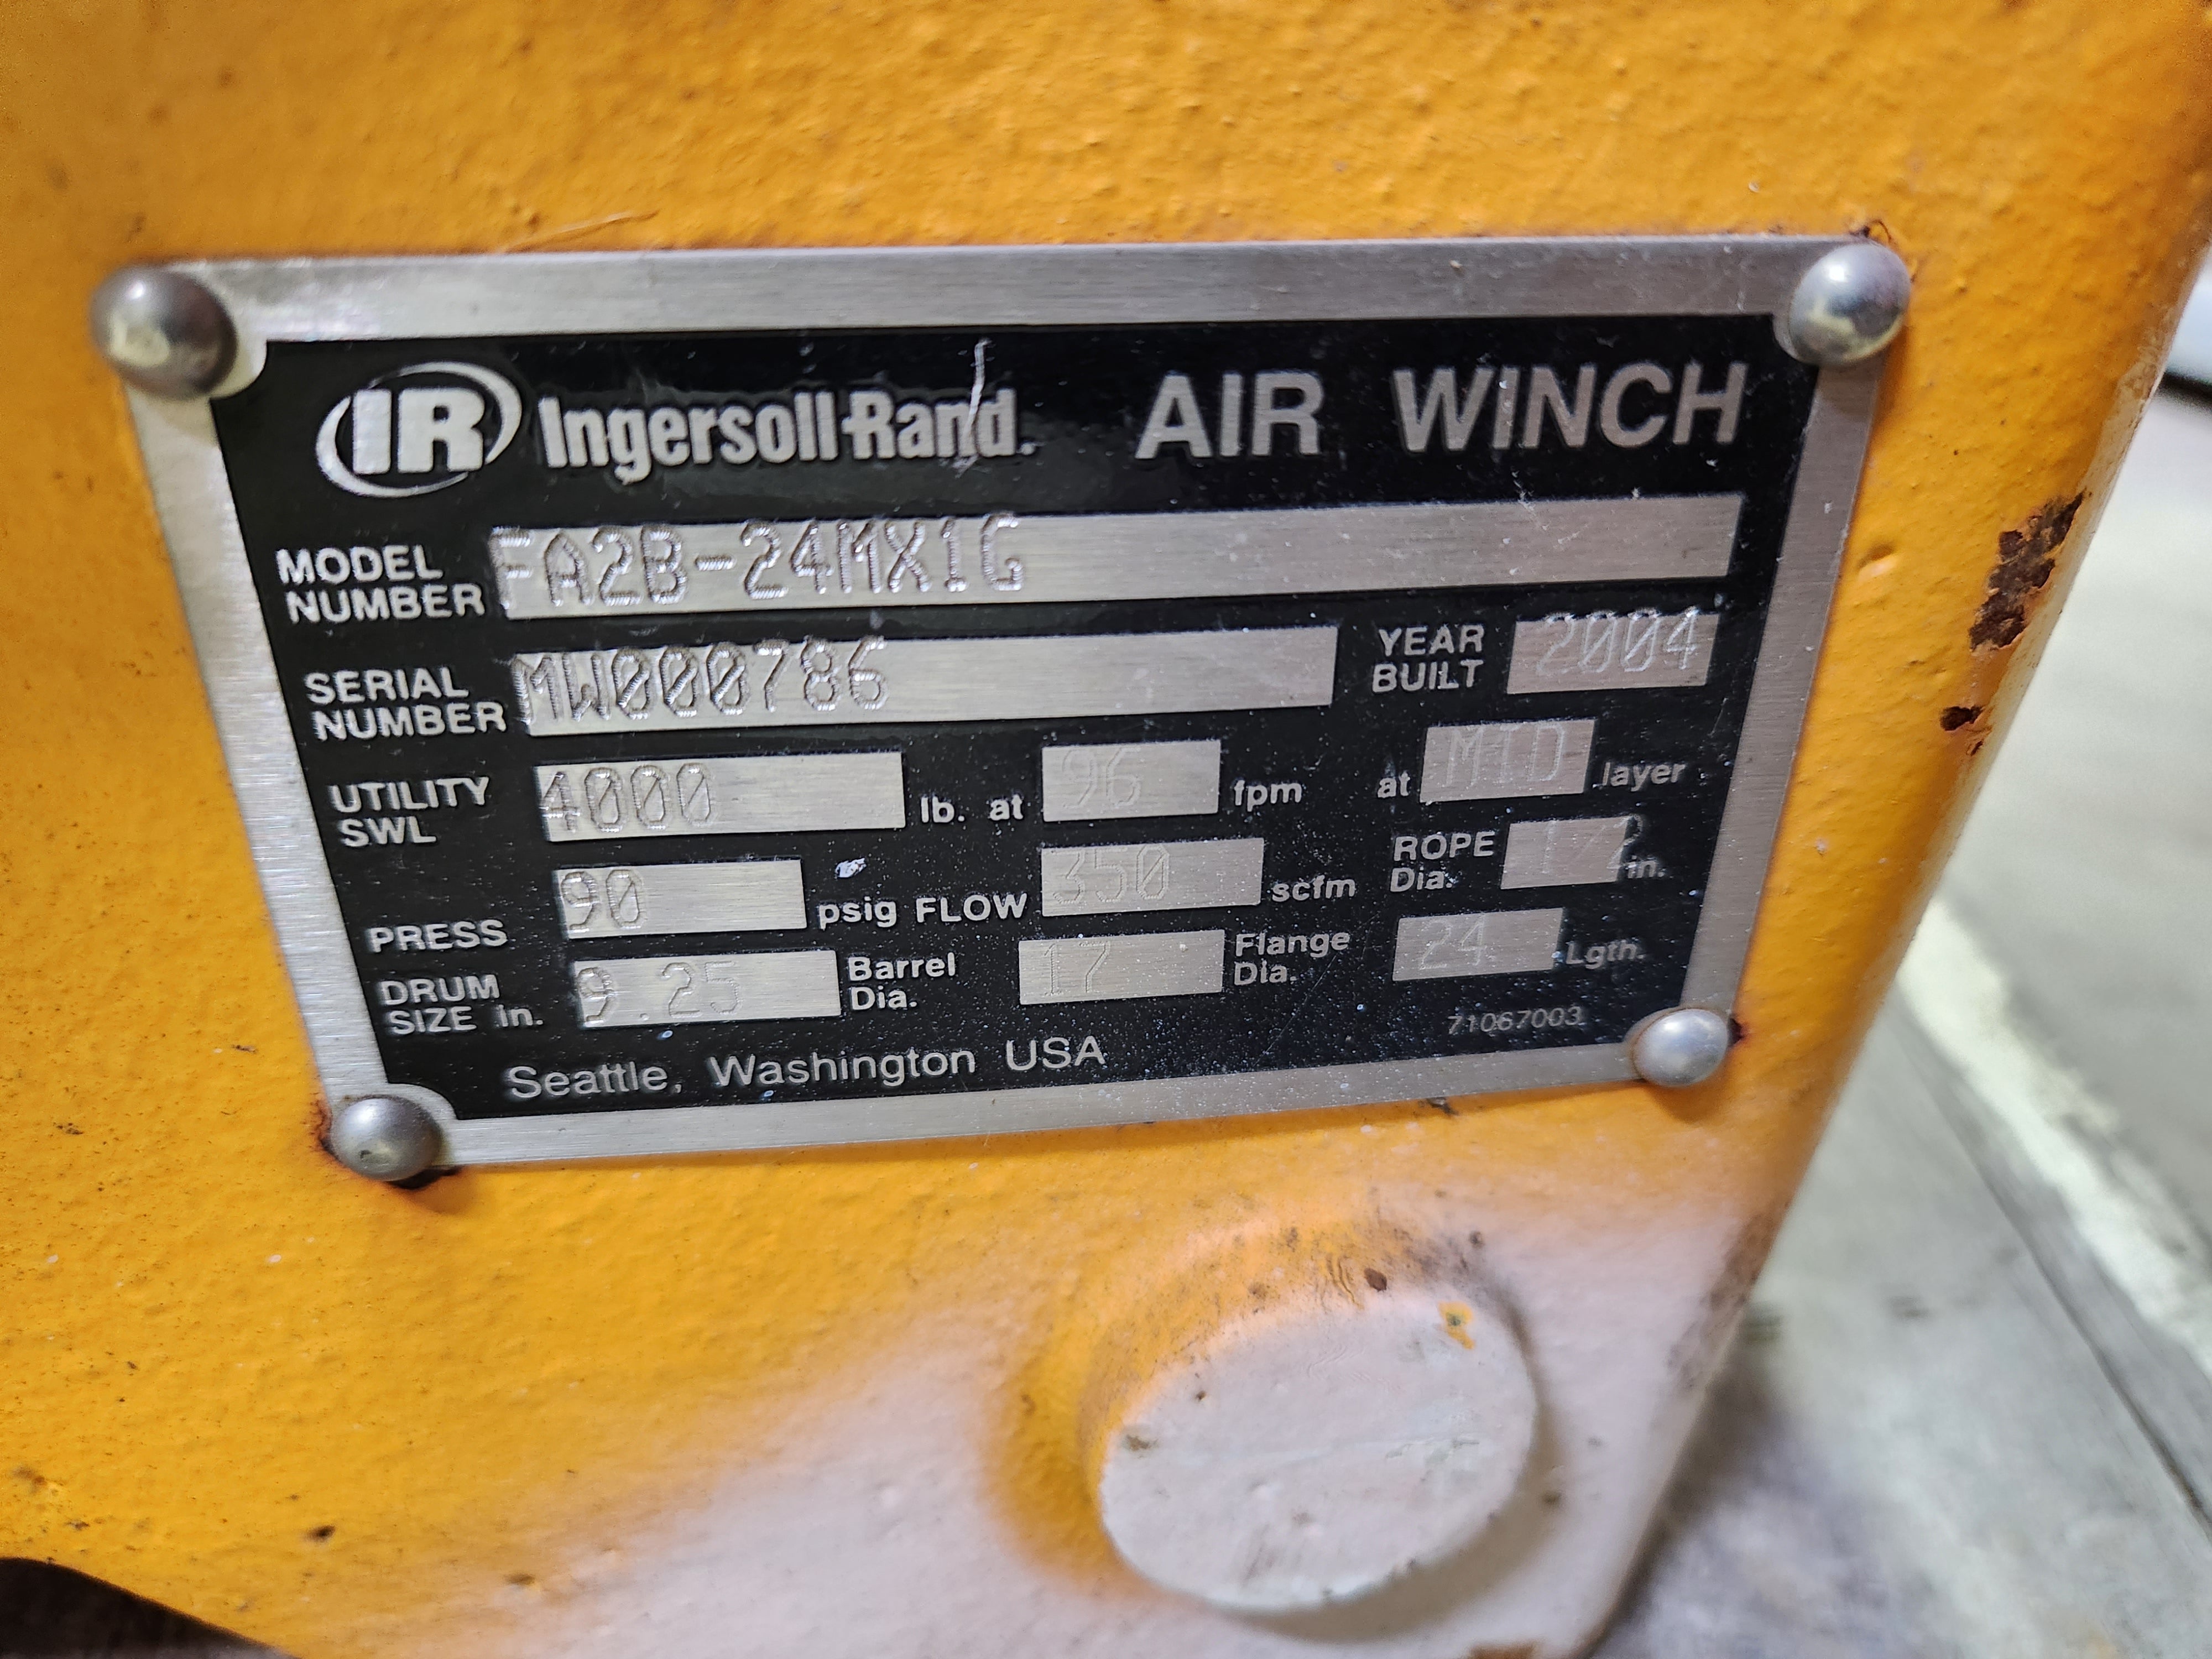 IR Ingersoll-Rand. AIR WINCH
MODEL NUMBER FA2B-24MX1G
SERIAL NUMBER MW000786 YEAR BUILT 2004
UTILITY SWL 4000 lb. at 96 fpm at MID layer
PRESS 90 psig FLOW 350 scfm ROPE Dia. 1/2 in.
DRUM SIZE in. 9.25 Barrel Dia. 17 Flange Dia. 24 Lgth.
71067003
Seattle, Washington USA